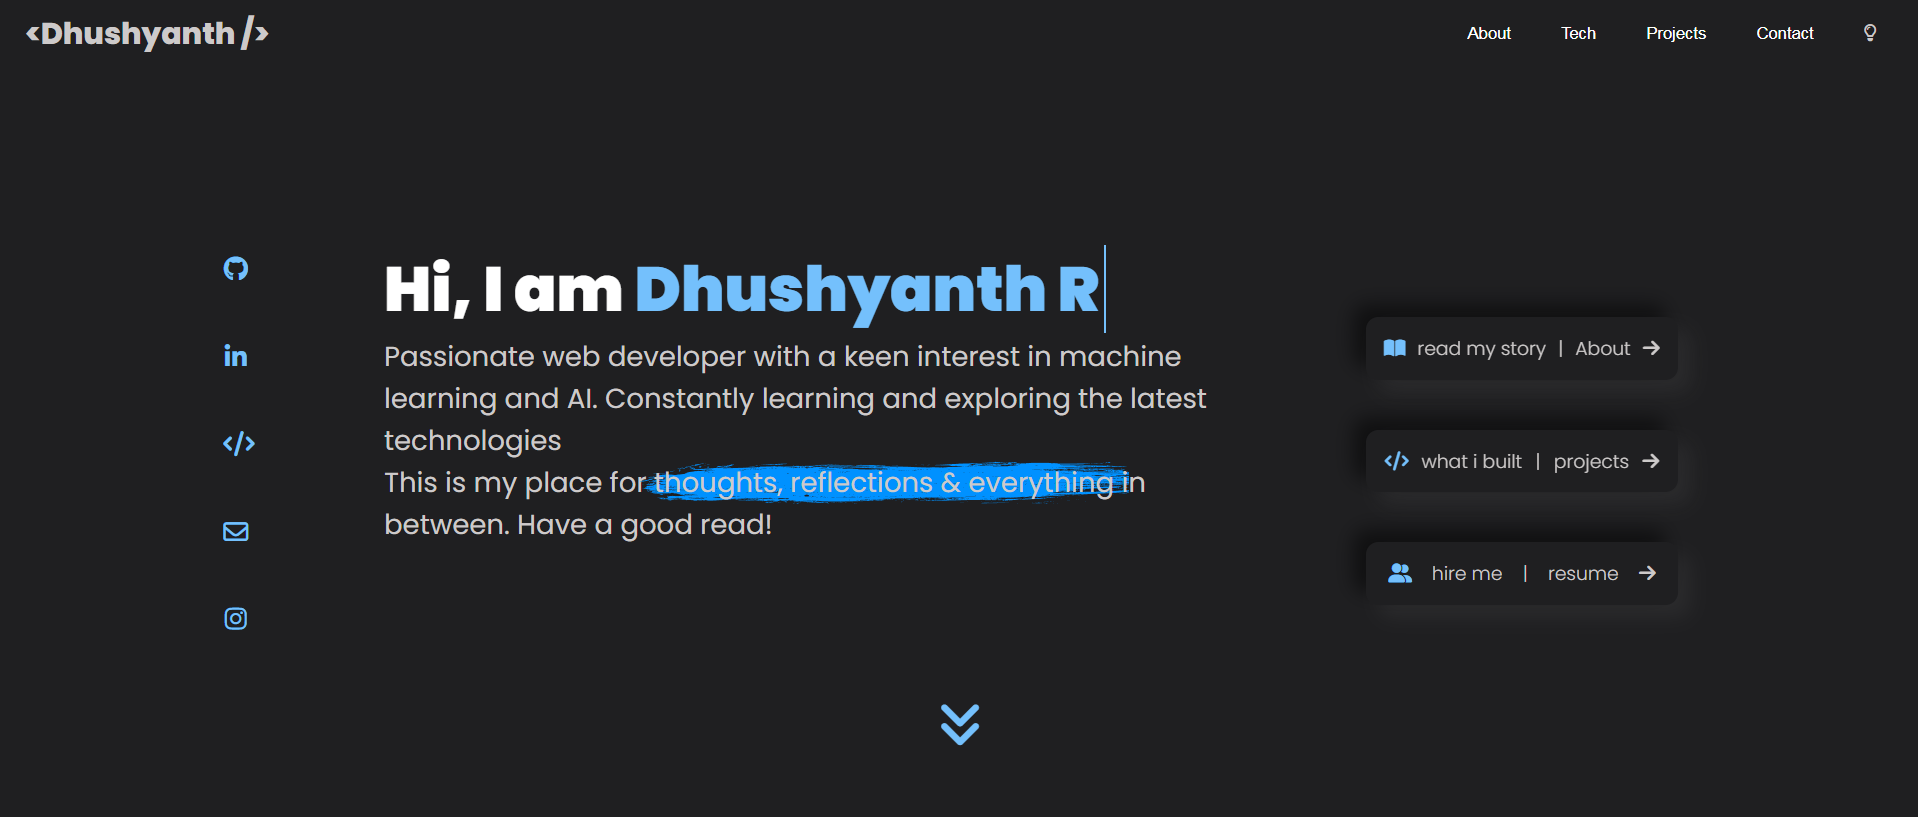 <Dhushyanth />
About
Tech
Projects
Contact
Hi, I am Dhushyanth R
Passionate web developer with a keen interest in machine
learning and AI. Constantly learning and exploring the latest
technologies
This is my place for thoughts, reflections & everything in
between. Have a good read!
read my story | About
what i built | projects
hire me | resume